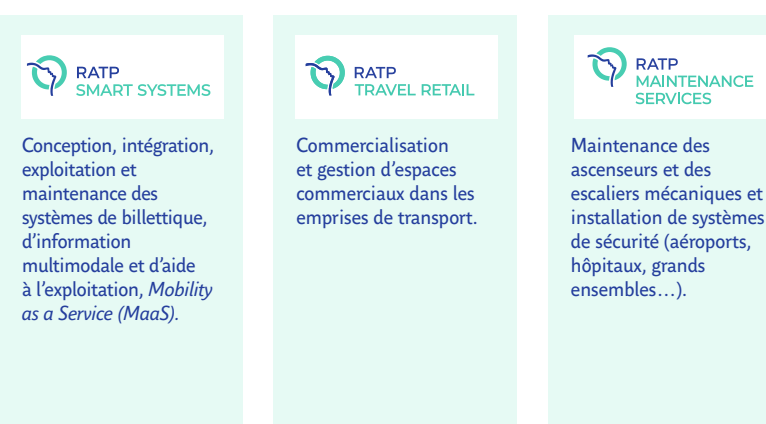 RATP
SMART SYSTEMS
Conception, intégration,
exploitation et
maintenance des
systèmes de billettique,
d’information
multimodale et d’aide
à l’exploitation, Mobility
as a Service (MaaS).
RATP
TRAVEL RETAIL
Commercialisation
et gestion d’espaces
commerciaux dans les
emprises de transport.
RATP
MAINTENANCE
SERVICES
Maintenance des
ascenseurs et des
escaliers mécaniques et
installation de systèmes
de sécurité (aéroports,
hôpitaux, grands
ensembles…).